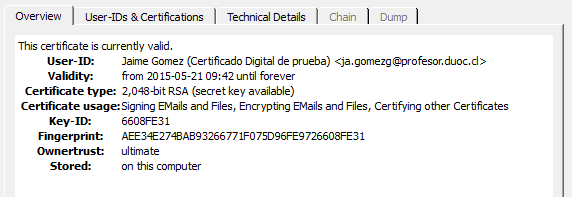 Overview User-IDs & Certifications Technical Details Chain Dump
This certificate is currently valid.
User-ID: Jaime Gomez (Certificado Digital de prueba) <ja.gomezg@profesor.duoc.cl>
Validity: from 2015-05-21 09:42 until forever
Certificate type: 2,048-bit RSA (secret key available)
Certificate usage: Signing EMails and Files, Encrypting EMails and Files, Certifying other Certificates
Key-ID: 6608FE31
Fingerprint: AEE34E274BAB93266771F075D96FE9726608FE31
Ownertrust: ultimate
Stored: on this computer